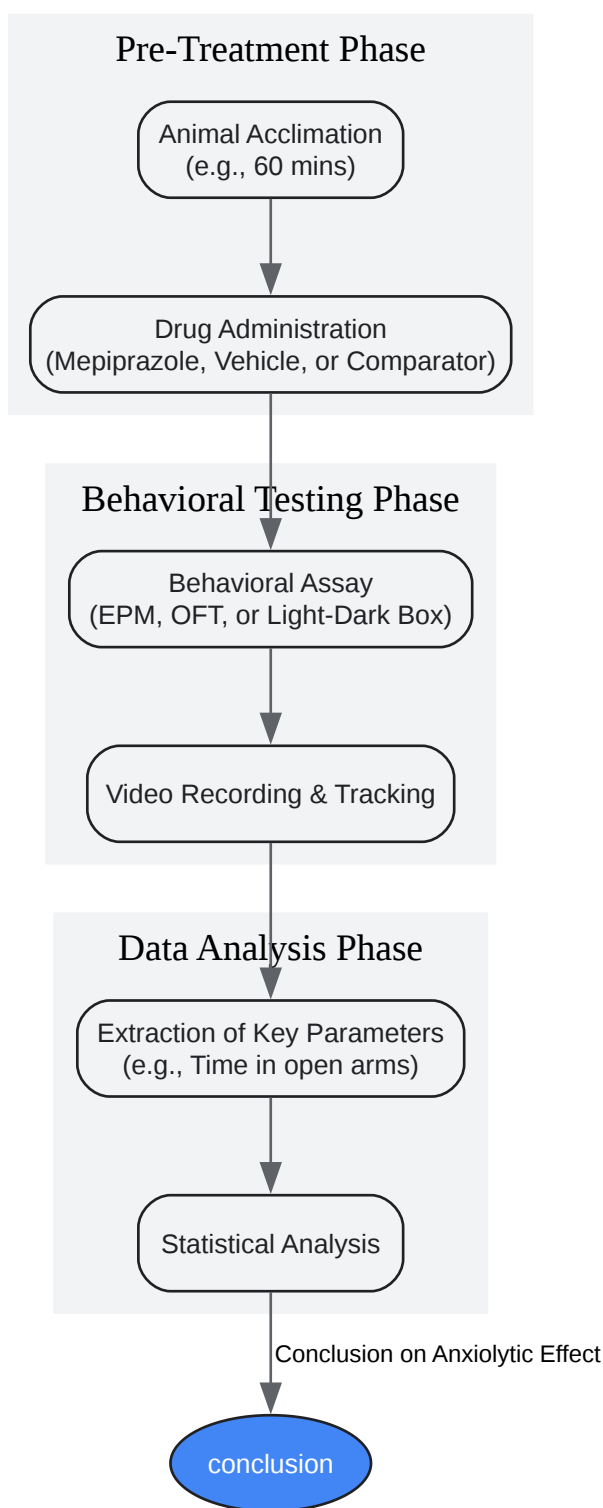 Pre-Treatment Phase
Animal Acclimation
(e.g., 60 mins)
Drug Administration
(Mepiprazole, Vehicle, or Comparator)
Behavioral Testing Phase
Behavioral Assay
(EPM, OFT, or Light-Dark Box)
Video Recording & Tracking
Data Analysis Phase
Extraction of Key Parameters
(e.g., Time in open arms)
Statistical Analysis
Conclusion on Anxiolytic Effect
conclusion